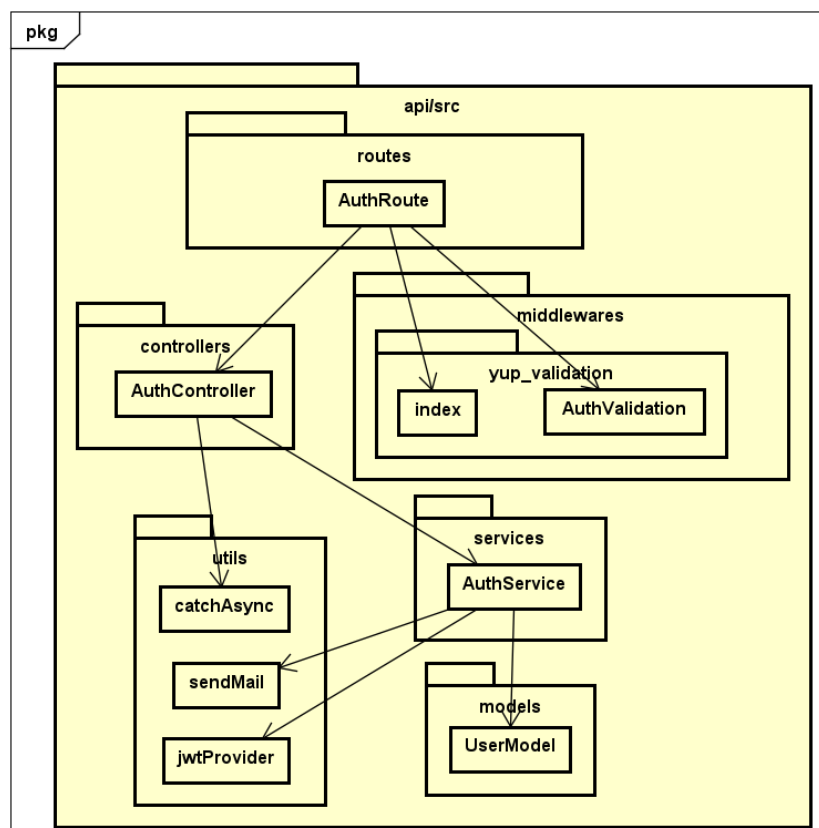 pkg
api/src
routes
AuthRoute
middlewares
controllers
yup_validation
AuthController
index
AuthValidation
services
utils
AuthService
catchAsync
sendMail
models
UserModel
jwtProvider